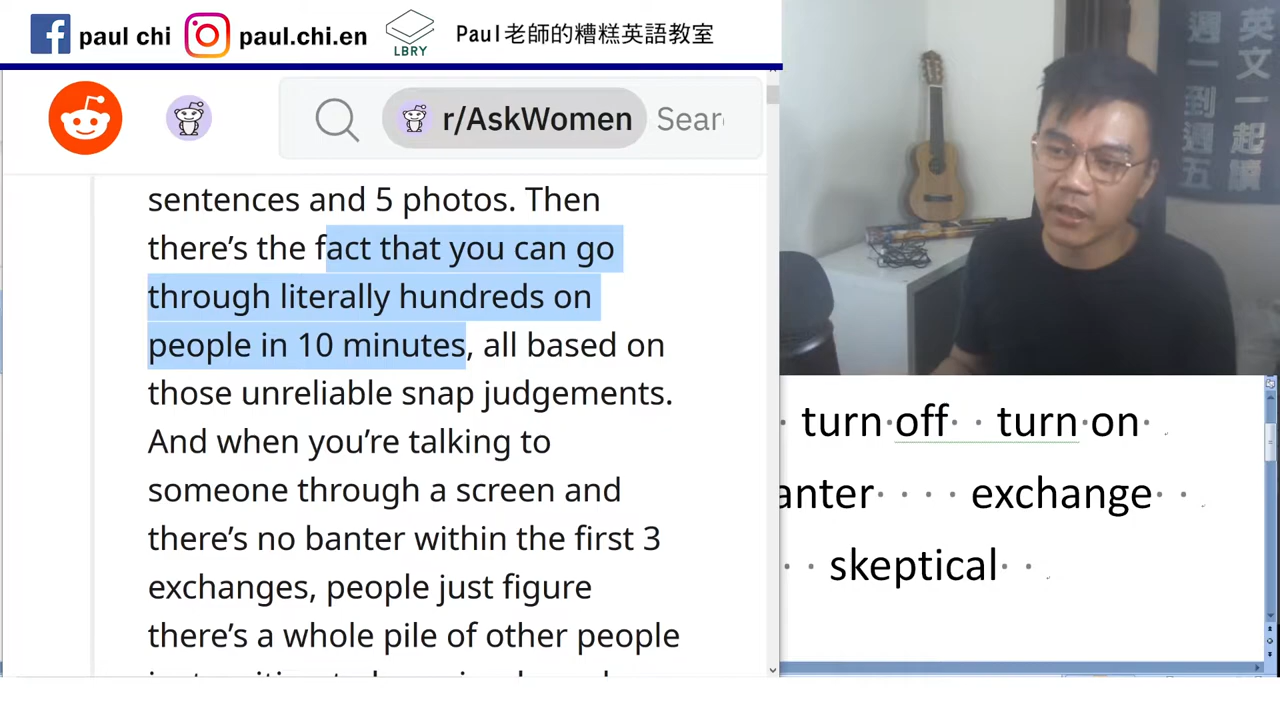 paul chi paul.chi.en LBRY Paul老師的糟糕英語教室
r/AskWomen Sear
sentences and 5 photos. Then
there's the fact that you can go
through literally hundreds on
people in 10 minutes, all based on
those unreliable snap judgements.
And when you're talking to
someone through a screen and
there's no banter within the first 3
exchanges, people just figure
there's a whole pile of other people
英文一起讀
週一到週五
turn off turn on
anter exchange
skeptical